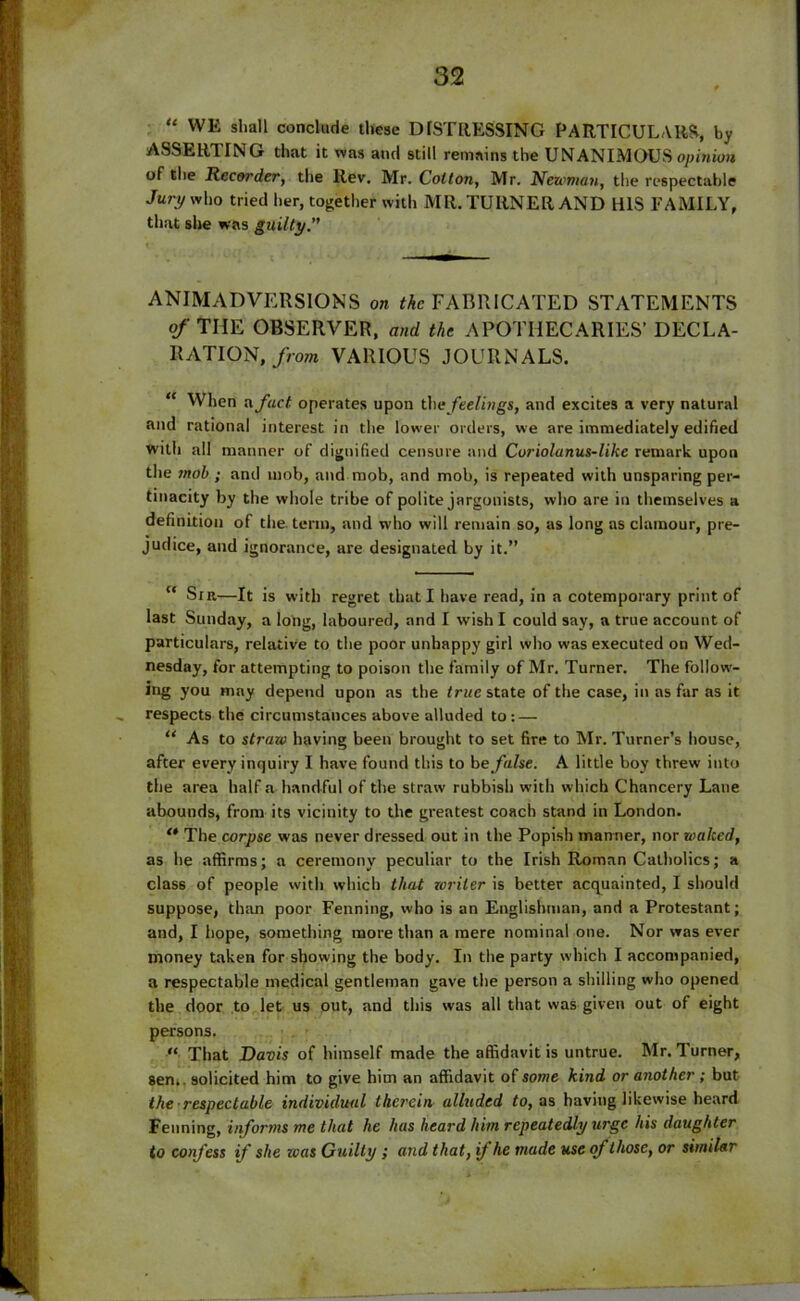 32
“ WE shall conclude these DISTRESSING PARTICULARS, by
ASSERTING that it was and still remains the UNANIMOUS opinion
of the Recorder, the Rev. Mr. Cotton, Mr. Newman, the respectable
Jury who tried her, together with MR. TURNER AND HIS FAMILY,
that she was guilty.”
ANIMADVERSIONS on the FABRICATED STATEMENTS
of THE OBSERVER, and the APOTHECARIES’ DECLA-
RATION, from VARIOUS JOURNALS.
“ When a fact operates upon the feelings, and excites a very natural
and rational interest in the lower orders, we are immediately edified
with all manner of dignified censure and Coriolanus-like remark upon
the mob ; and mob, and mob, and mob, is repeated with unsparing per-
tinacity by the whole tribe of polite jargonists, who are in themselves a
definition of the term, and who will remain so, as long as clamour, pre-
judice, and ignorance, are designated by it.”
“ SIR—It is with regret that I have read, in a cotemporary print of
last Sunday, a long, laboured, and I wish I could say, a true account of
particulars, relative to the poor unhappy girl who was executed on Wed-
nesday, for attempting to poison the family of Mr. Turner. The follow-
ing you may depend upon as the true state of the case, in as far as it
respects the circumstances above alluded to :—
“ As to straw having been brought to set fire to Mr. Turner’s house,
after every inquiry I have found this to be false. A little boy threw into
the area half a handful of the straw rubbish with which Chancery Lane
abounds, from its vicinity to the greatest coach stand in London.
“ The corpse was never dressed out in the Popish manner, nor waked,
as he affirms; a ceremony peculiar to the Irish Roman Catholics; a
class of people with which that writer is better acquainted, I should
suppose, than poor Fenning, who is an Englishman, and a Protestant;
and, I hope, something more than a mere nominal one. Nor was ever
money taken for showing the body. In the party which I accompanied,
a respectable medical gentleman gave the person a shilling who opened
the door to let us out, and this was all that was given out of eight
persons.
“ That Davis of himself made the affidavit is untrue. Mr. Turner,
sen. solicited him to give him an affidavit of some kind or another ; but
the respectable individual therein alluded to, as having likewise heard
Fenning, informs me that he has heard him repeatedly urge his daughter
to confess if she was Guilty ; and that, if he made use of those, or similar